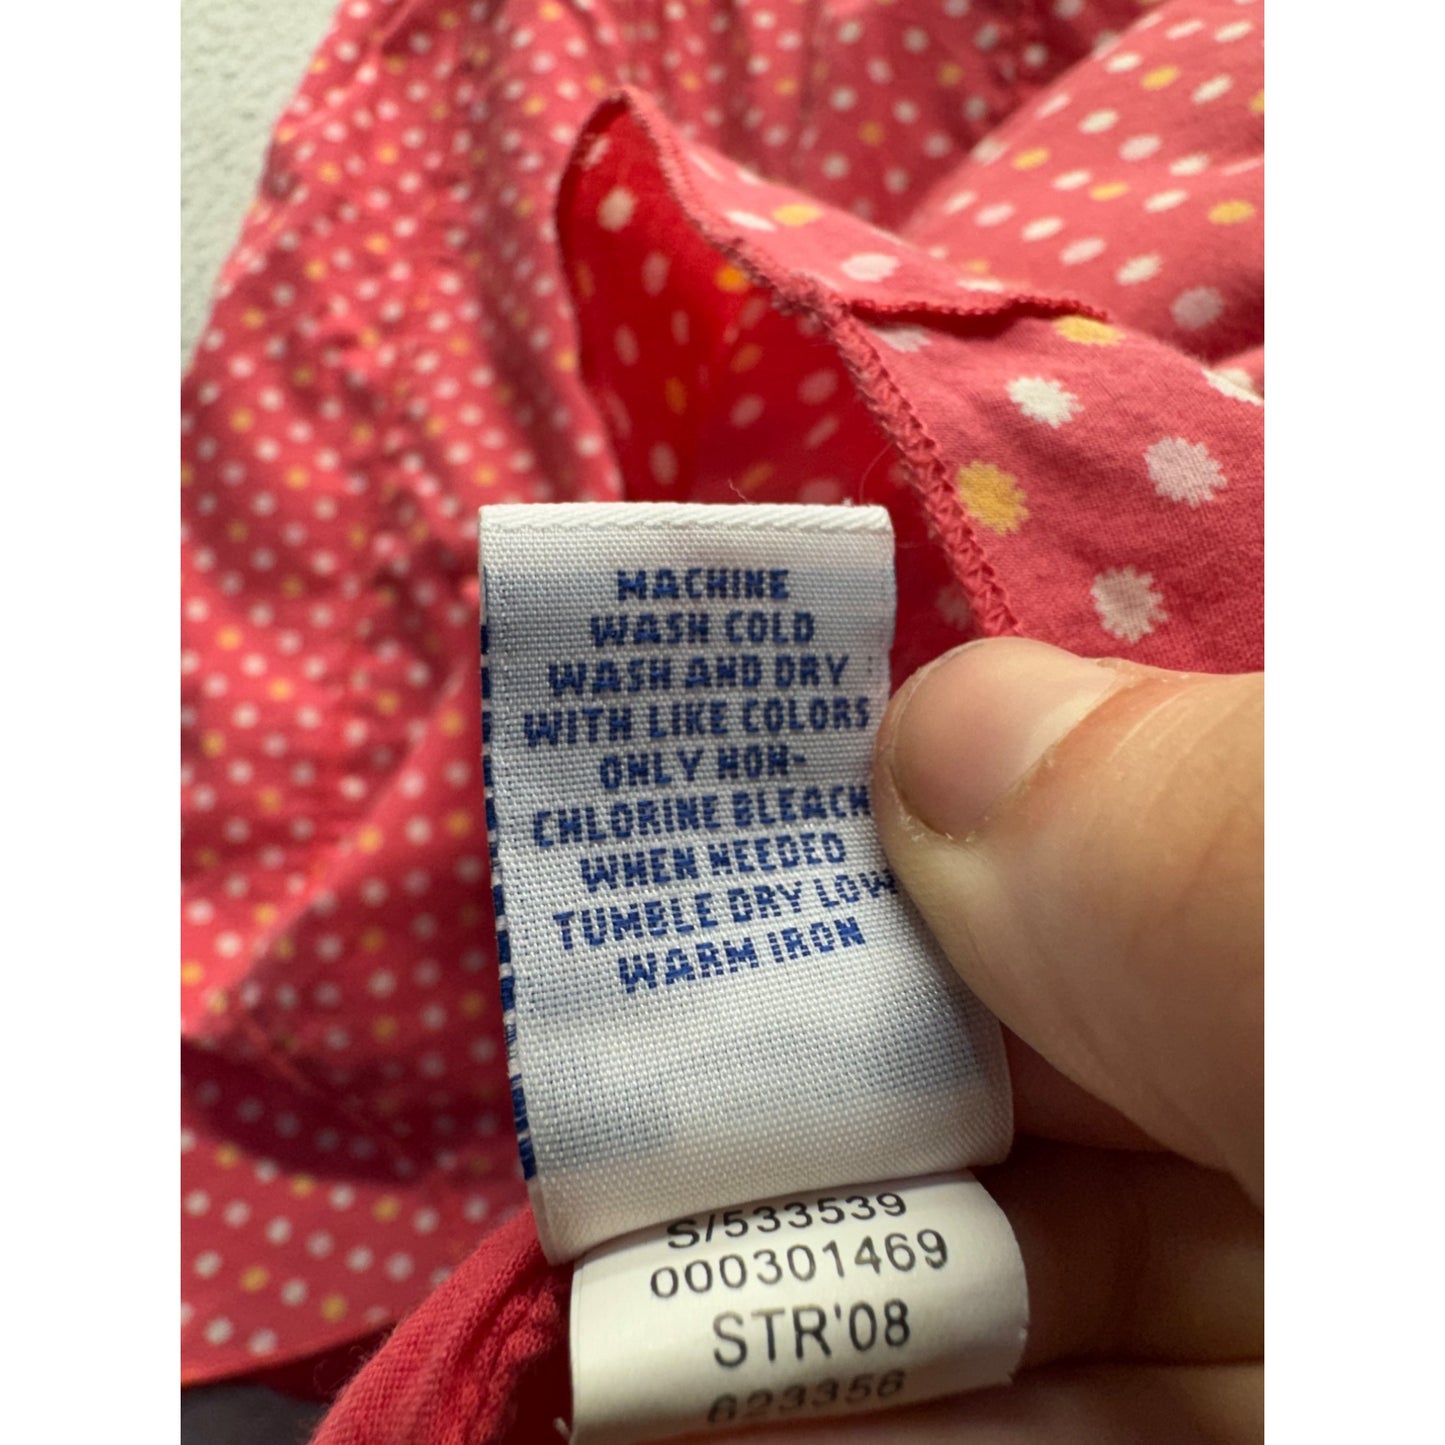 MACHINE
WASH COLD
WASH AND DRY
WITH LIKE COLORS
ONLY NON-
CHLORINE BLEACH
WHEN NEEDED
TUMBLE DRY LOW
WARM IRON
S/533539
000301469
STR'08
623356